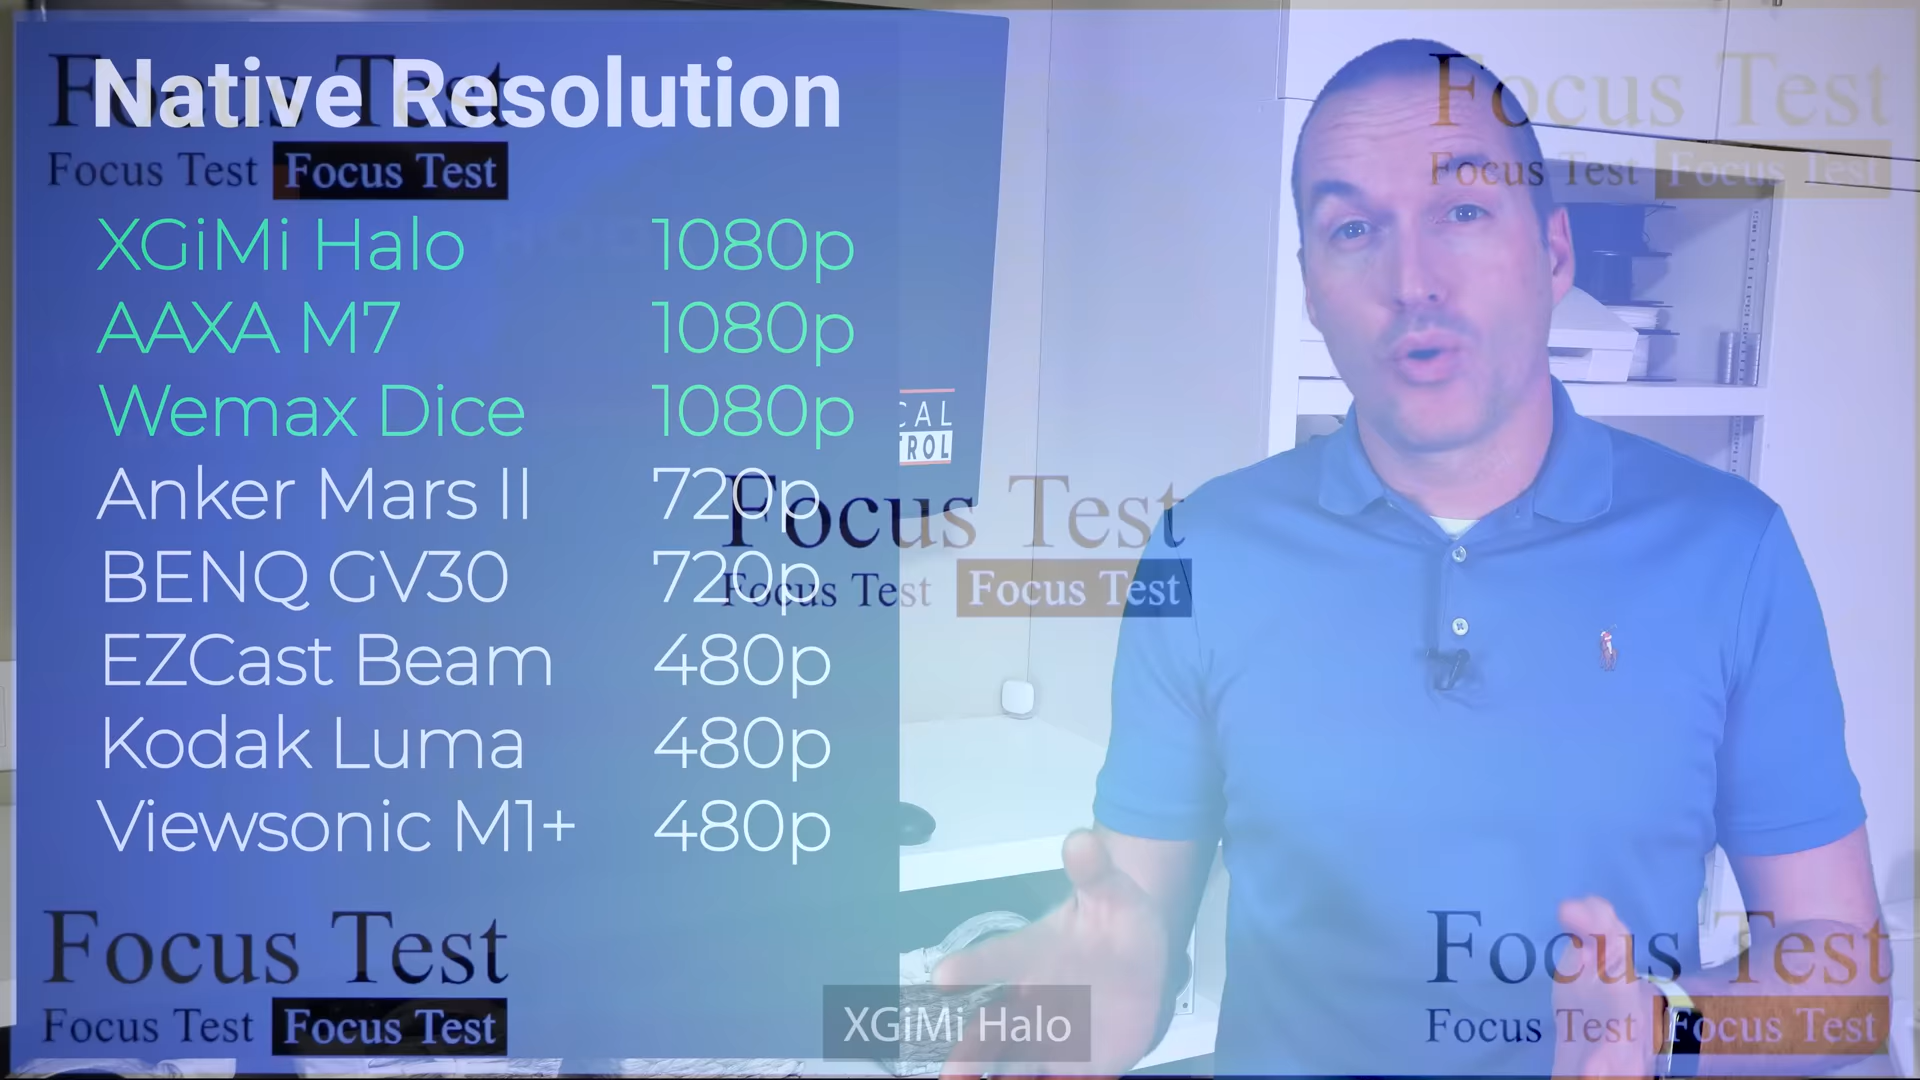 Native Resolution
Focus Test
Focus Test Focus Test
Focus Test
Focus Test Focus Test
XGiMi Halo 1080p
AAXA M7 1080p
Wemax Dice 1080p
CAL
TROL
Anker Mars II 720p
Focus Test
BENQ GV30 720p
Focus Test Focus Test
EZCast Beam 480p
Kodak Luma 480p
Viewsonic M1+ 480p
Focus Test
Focus Test Focus Test
Focus Test
Focus Test Focus Test
XGiMi Halo